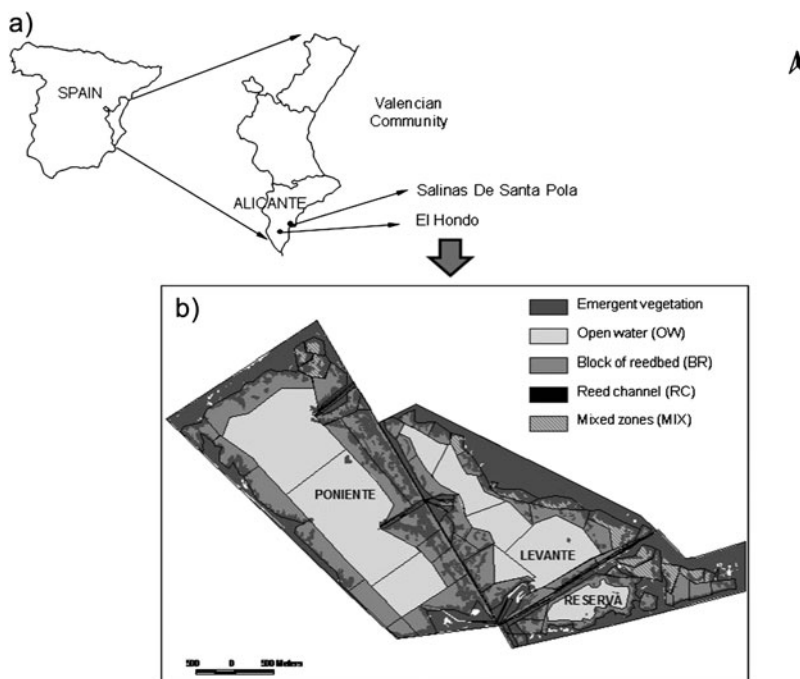 a)
SPAIN
Valencian
Community
ALICANTE
Salinas De Santa Pola
El Hondo
b)
Emergent vegetation
Open water (OW)
Block of reedbed (BR)
Reed channel (RC)
Mixed zones (MIX)
PONIENTE
LEVANTE
RESERVA
500 0 500 Meters